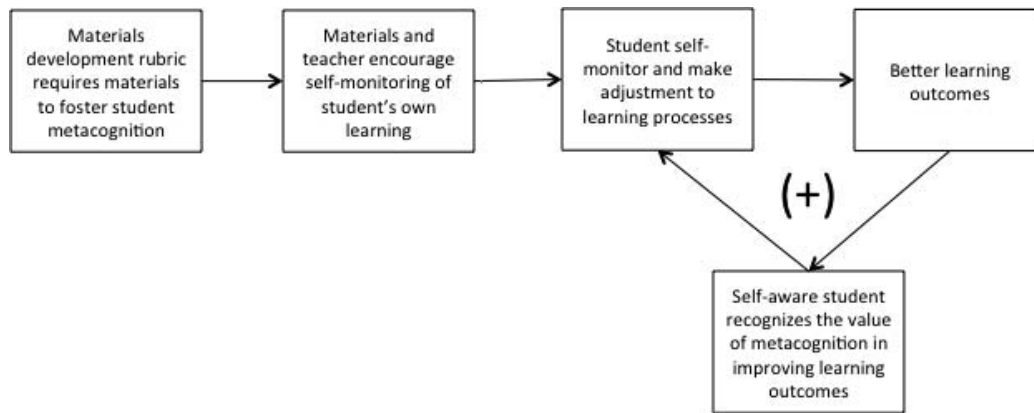 Materials
development rubric
requires materials
to foster student
metacognition
Materials and
teacher encourage
self-monitoring of
student's own
learning
Student self-
monitor and make
adjustment to
learning processes
Better learning
outcomes
(+)
Self-aware student
recognizes the value
of metacognition in
improving learning
outcomes